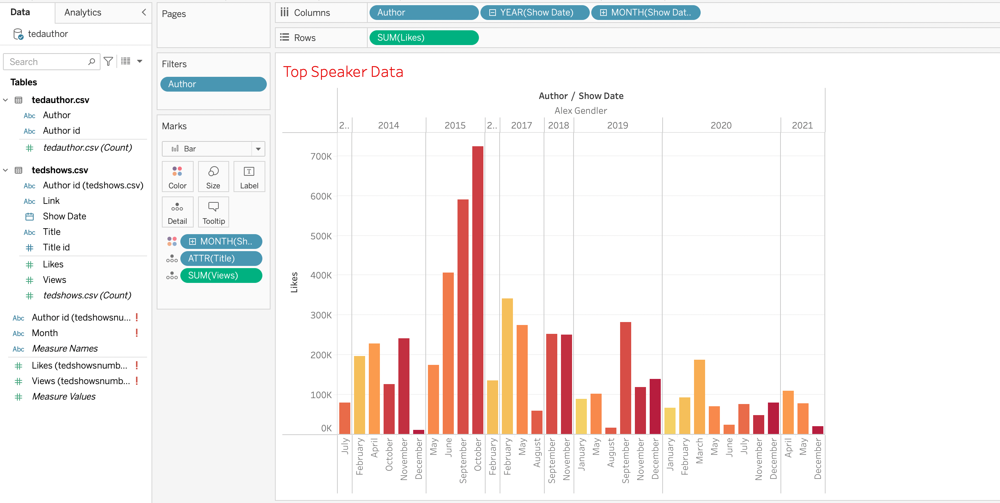 Data
Analytics
tedauthor
Search
Tables
tedauthor.csv
Abc Author
Abc Author id
tedauthor.csv (Count)
tedshows.csv
Abc Author id (tedshows.csv)
Abc Link
Show Date
Abc Title
# Title id
# Likes
# Views
# tedshows.csv (Count)
Abc Author id (tedshowsnu... !
Abc Month !
Abc Measure Names
# Likes (tedshowsnumb... !
# Views (tedshowsnumb... !
# Measure Values
Pages
Filters
Author
Marks
Bar
Color Size Label
Detail Tooltip
MONTH(Sh..
ATTR(Title)
SUM(Views)
Columns Author YEAR(Show Date) MONTH(Show Dat..
Rows SUM(Likes)
Top Speaker Data
Author / Show Date
Alex Gendler
2.. 2014 2015 2.. 2017 2018 2019 2020 2021
Likes
700K
600K
500K
400K
300K
200K
100K
0K
July
February
April
October
November
December
May
June
September
October
February
February
May
August
September
November
January
May
August
September
November
December
January
February
March
May
June
July
November
December
April
May
December